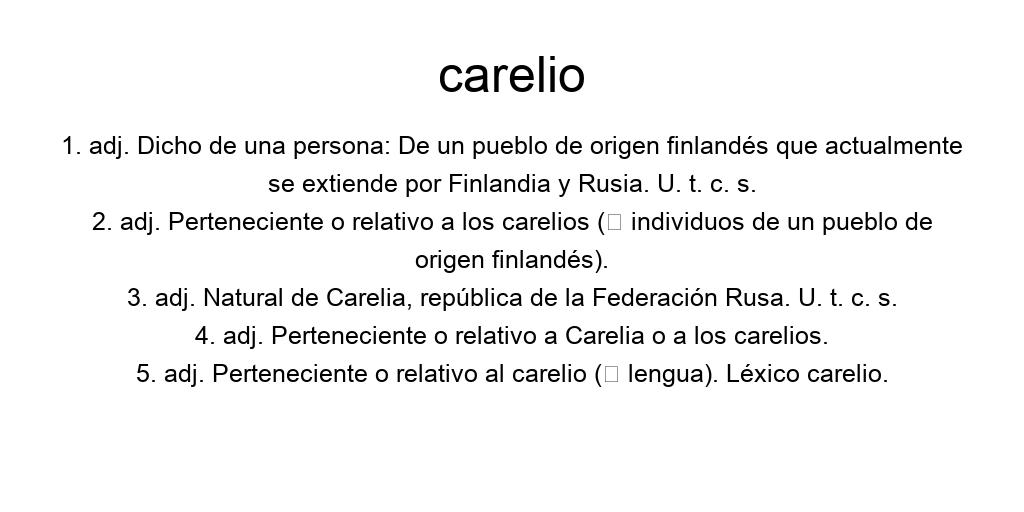 carelio
1. adj. Dicho de una persona: De un pueblo de origen finlandés que actualmente
se extiende por Finlandia y Rusia. U. t. c. s.
2. adj. Perteneciente o relativo a los carelios (□ individuos de un pueblo de
origen finlandés).
3. adj. Natural de Carelia, república de la Federación Rusa. U. t. c. s.
4. adj. Perteneciente o relativo a Carelia o a los carelios.
5. adj. Perteneciente o relativo al carelio (□ lengua). Léxico carelio.